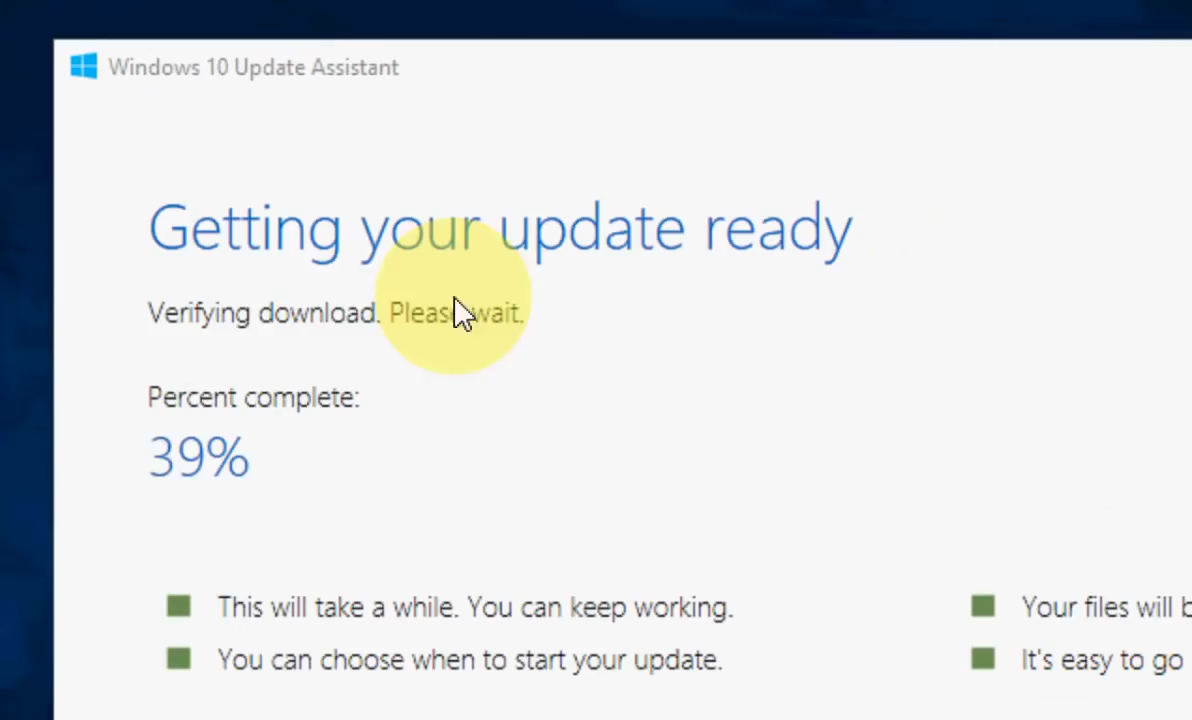 Windows 10 Update Assistant
Getting your update ready
Verifying download. Please wait.
Percent complete:
39%
This will take a while. You can keep working.
Your files will
You can choose when to start your update.
It's easy to go